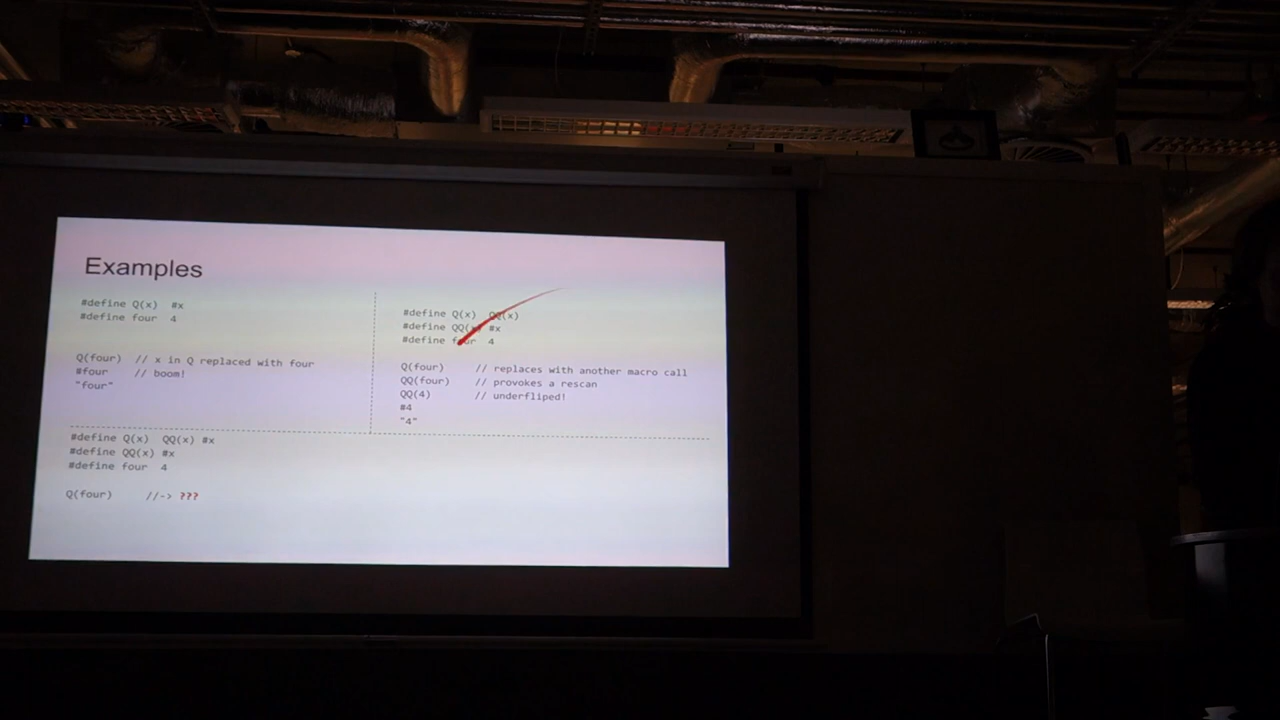 Examples
#define Q(x)  #x
#define four  4
Q(four)  // x in Q replaced with four
#four    // boom!
"four"
#define Q(x)  QQ(x)
#define QQ(x)  #x
#define four  4
Q(four)    // replaces with another macro call
QQ(four)   // provokes a rescan
QQ(4)      // underfliped!
#4
"4"
#define Q(x)  QQ(x) #x
#define QQ(x) #x
#define four  4
Q(four)    //-> ???